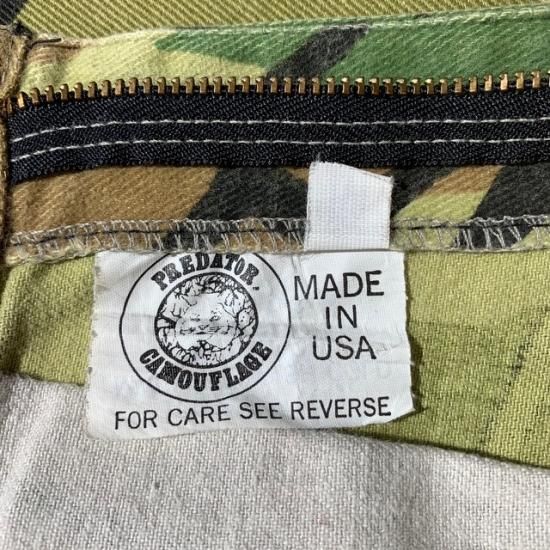 PREDATOR
CAMOUFLAGE
MADE
IN
USA
FOR CARE SEE REVERSE